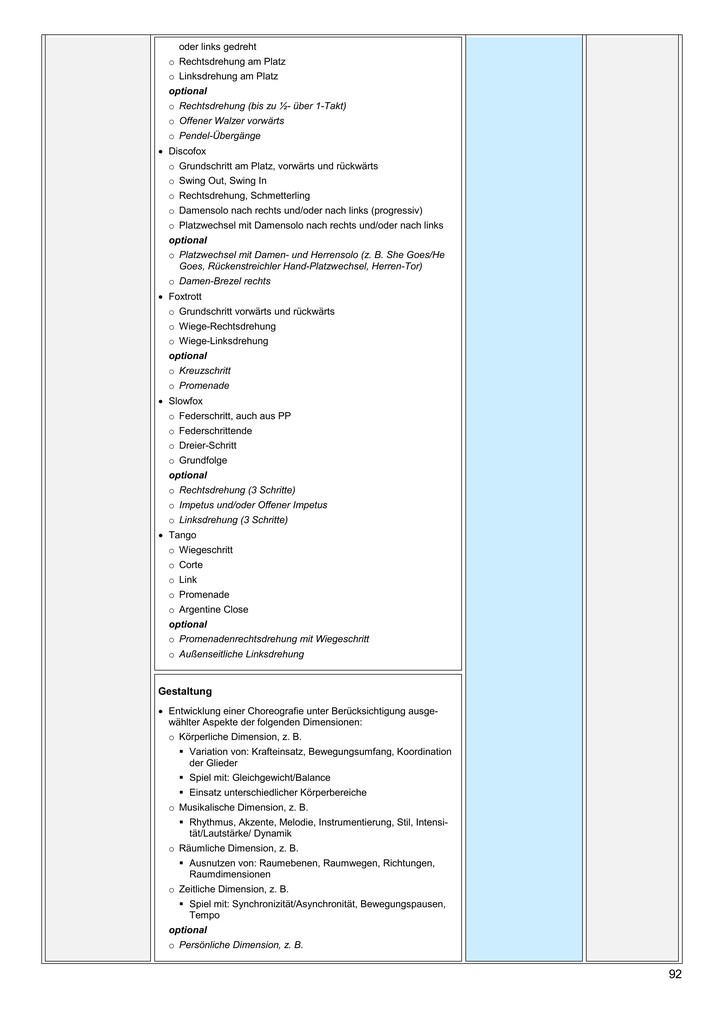 oder links gedreht
o Rechtsdrehung am Platz
o Linksdrehung am Platz
optional
o Rechtsdrehung (bis zu ½- über 1-Takt)
o Offener Walzer vorwärts
o Pendel-Übergänge
• Discofox
o Grundschritt am Platz, vorwärts und rückwärts
o Swing Out, Swing In
o Rechtsdrehung, Schmetterling
o Damensolo nach rechts und/oder nach links (progressiv)
o Platzwechsel mit Damensolo nach rechts und/oder nach links
optional
o Platzwechsel mit Damen- und Herrensolo (z. B. She Goes/He
Goes, Rückenstreichler Hand-Platzwechsel, Herren-Tor)
o Damen-Brezel rechts
• Foxtrott
o Grundschritt vorwärts und rückwärts
o Wiege-Rechtsdrehung
o Wiege-Linksdrehung
optional
o Kreuzschritt
o Promenade
• Slowfox
o Federschritt, auch aus PP
o Federschrittende
o Dreier-Schritt
o Grundfolge
optional
o Rechtsdrehung (3 Schritte)
o Impetus und/oder Offener Impetus
o Linksdrehung (3 Schritte)
• Tango
o Wiegeschritt
o Corte
o Link
o Promenade
o Argentine Close
optional
o Promenadenrechtsdrehung mit Wiegeschritt
o Außenseitliche Linksdrehung
Gestaltung
• Entwicklung einer Choreografie unter Berücksichtigung ausge-
wählter Aspekte der folgenden Dimensionen:
o Körperliche Dimension, z. B.
▪ Variation von: Krafteinsatz, Bewegungsumfang, Koordination
der Glieder
▪ Spiel mit: Gleichgewicht/Balance
▪ Einsatz unterschiedlicher Körperbereiche
o Musikalische Dimension, z. B.
▪ Rhythmus, Akzente, Melodie, Instrumentierung, Stil, Intensi-
tät/Lautstärke/ Dynamik
o Räumliche Dimension, z. B.
▪ Ausnutzen von: Raumebenen, Raumwegen, Richtungen,
Raumdimensionen
o Zeitliche Dimension, z. B.
▪ Spiel mit: Synchronizität/Asynchronität, Bewegungspausen,
Tempo
optional
o Persönliche Dimension, z. B.
92